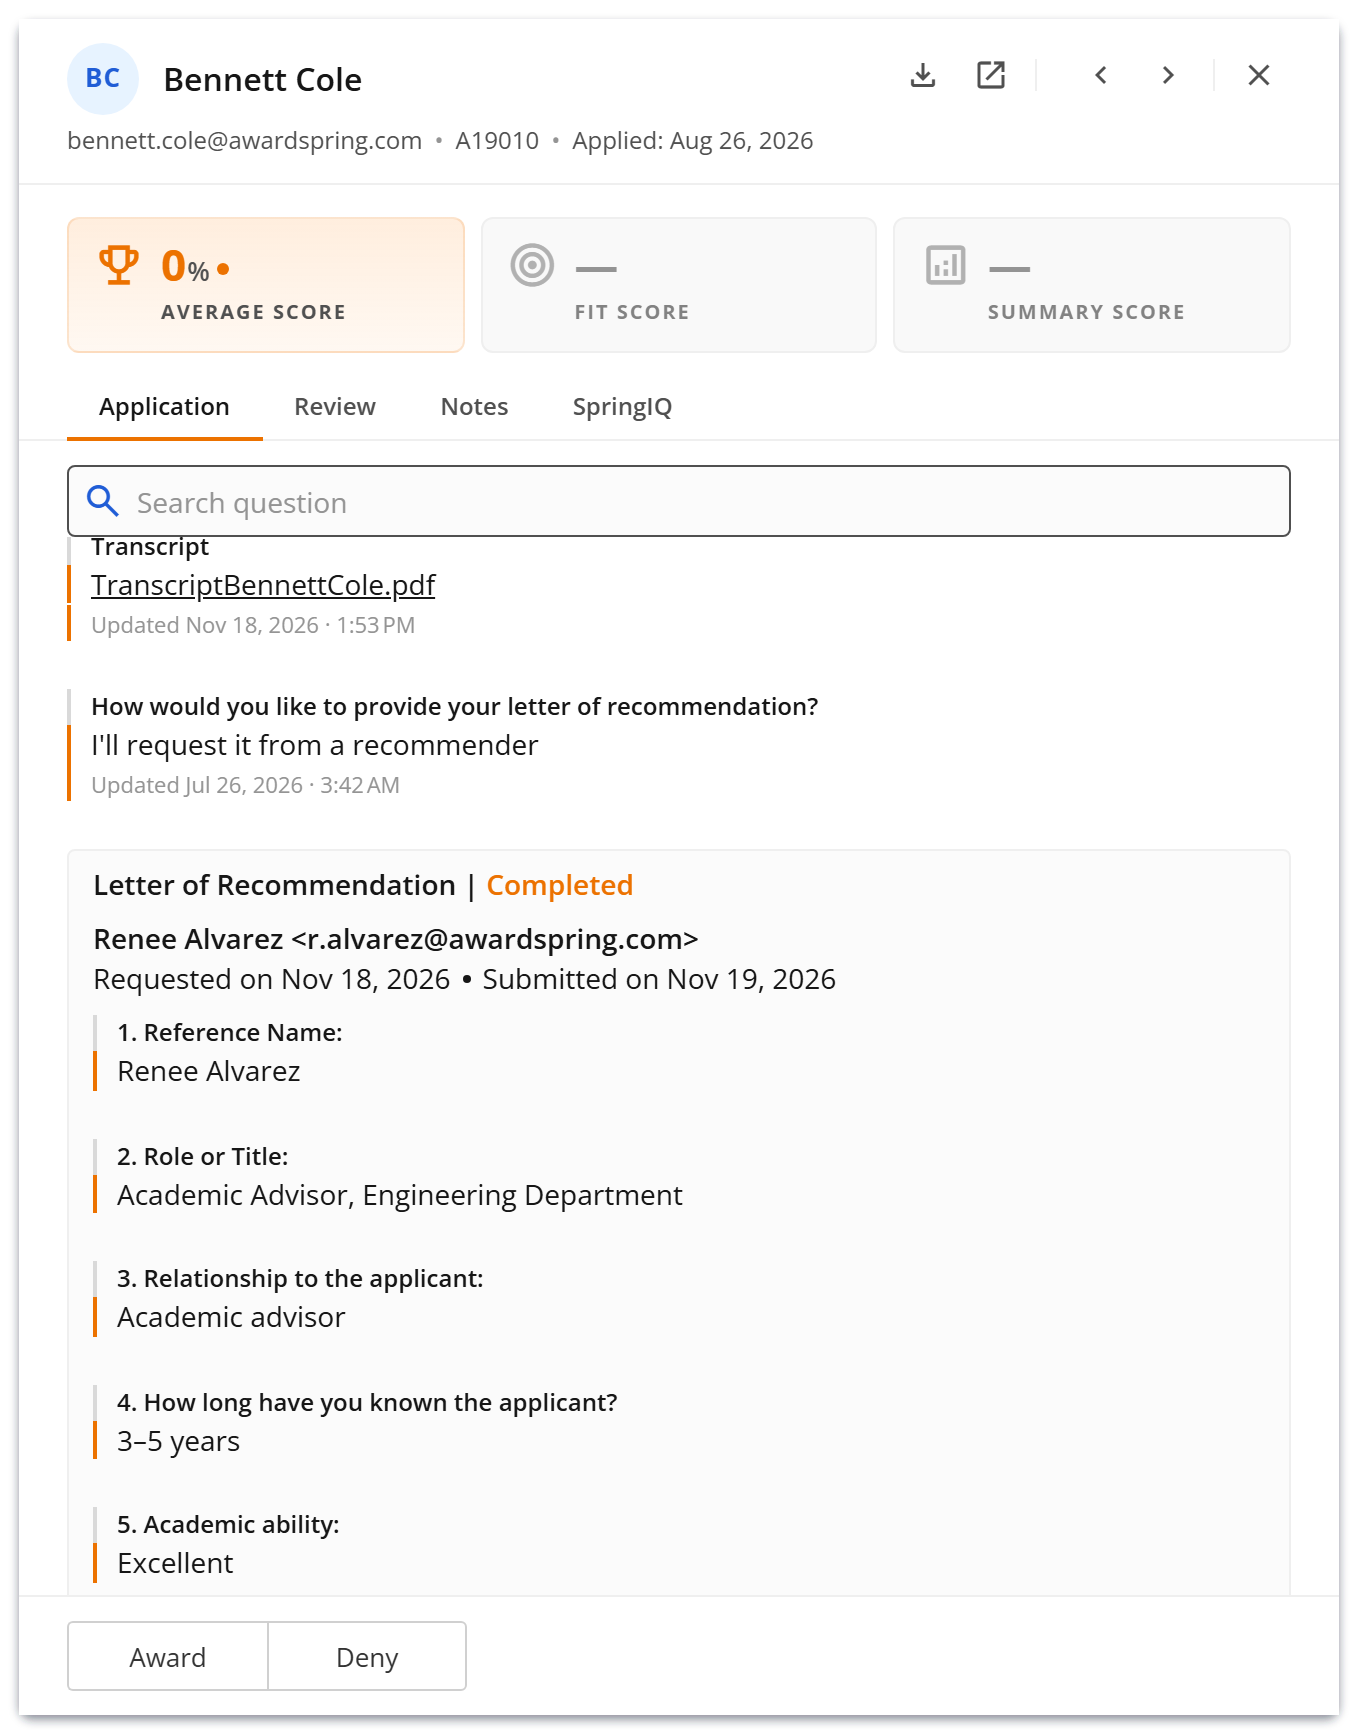 BC
Bennett Cole
bennett.cole@awardspring.com • A19010 • Applied: Aug 26, 2026
0%
AVERAGE SCORE
—
FIT SCORE
—
SUMMARY SCORE
Application
Review
Notes
SpringIQ
Search question
Transcript
TranscriptBennettCole.pdf
Updated Nov 18, 2026 · 1:53 PM
How would you like to provide your letter of recommendation?
I'll request it from a recommender
Updated Jul 26, 2026 · 3:42 AM
Letter of Recommendation | Completed
Renee Alvarez <r.alvarez@awardspring.com>
Requested on Nov 18, 2026 • Submitted on Nov 19, 2026
1. Reference Name:
Renee Alvarez
2. Role or Title:
Academic Advisor, Engineering Department
3. Relationship to the applicant:
Academic advisor
4. How long have you known the applicant?
3–5 years
5. Academic ability:
Excellent
Award
Deny